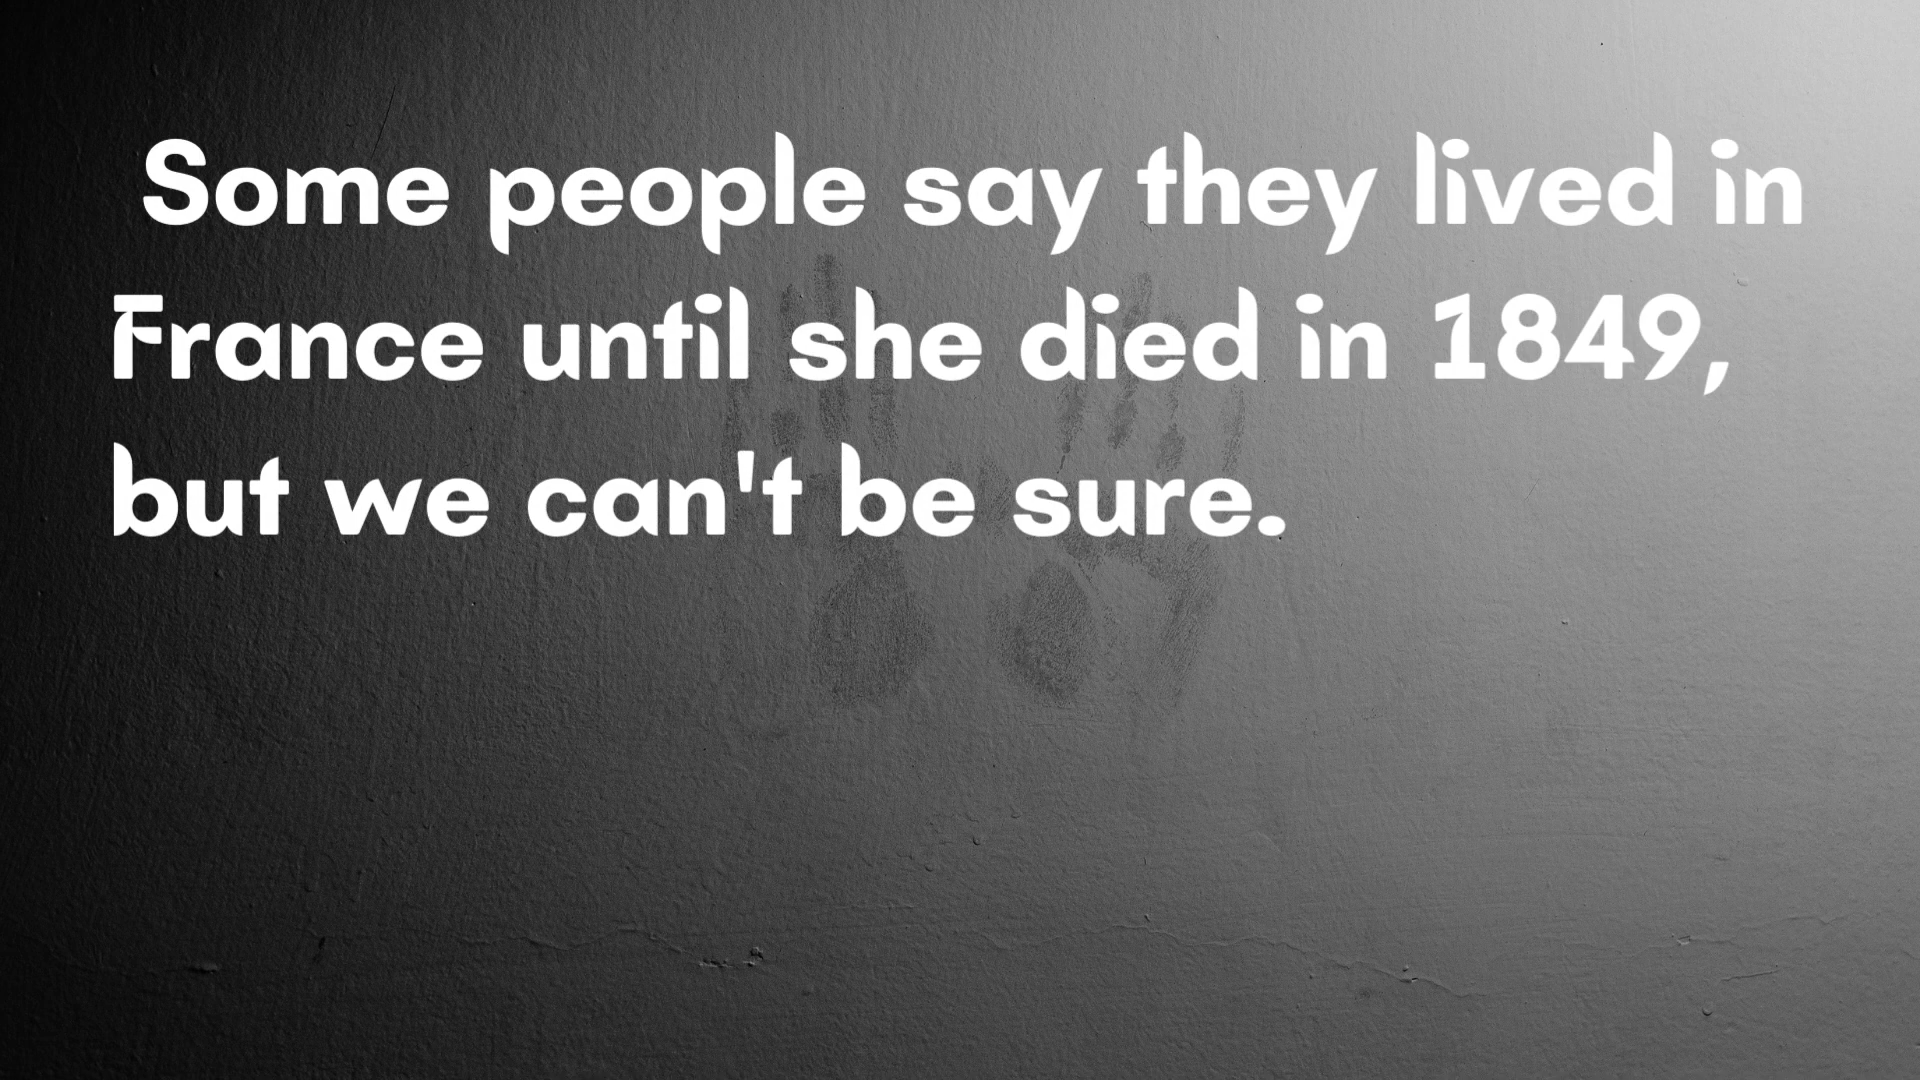 Some people say they lived in
France until she died in 1849,
but we can't be sure.